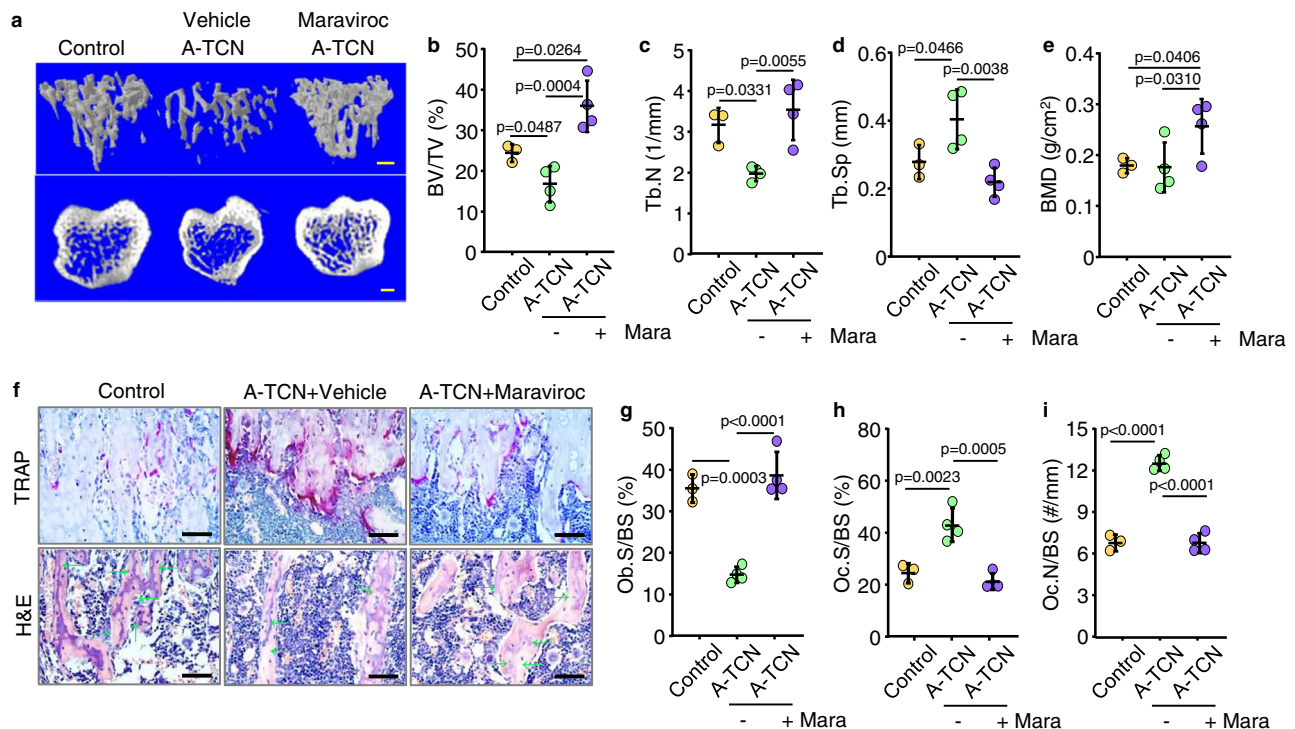 a
Control
Vehicle
A-TCN
Maraviroc
A-TCN
b
BV/TV (%)
50
40
30
20
10
0
p=0.0264
p=0.0004
p=0.0487
Control
A-TCN
A-TCN
- + Mara
c
Tb.N (1/mm)
5
4
3
2
1
0
p=0.0055
p=0.0331
Control
A-TCN
A-TCN
- + Mara
d
Tb.Sp (mm)
0.6
0.4
0.2
0
p=0.0466
p=0.0038
Control
A-TCN
A-TCN
- + Mara
e
BMD (g/cm2)
0.4
0.3
0.2
0.1
0
p=0.0406
p=0.0310
Control
A-TCN
A-TCN
- + Mara
f
Control
A-TCN+Vehicle
A-TCN+Maraviroc
TRAP
H&E
g
Ob.S/BS (%)
50
40
30
20
10
0
p<0.0001
p=0.0003
Control
A-TCN
A-TCN
- + Mara
h
Oc.S/BS (%)
80
60
40
20
0
p=0.0005
p=0.0023
Control
A-TCN
A-TCN
- + Mara
i
Oc.N/BS (#/mm)
15
12
9
6
3
0
p<0.0001
p<0.0001
Control
A-TCN
A-TCN
- + Mara